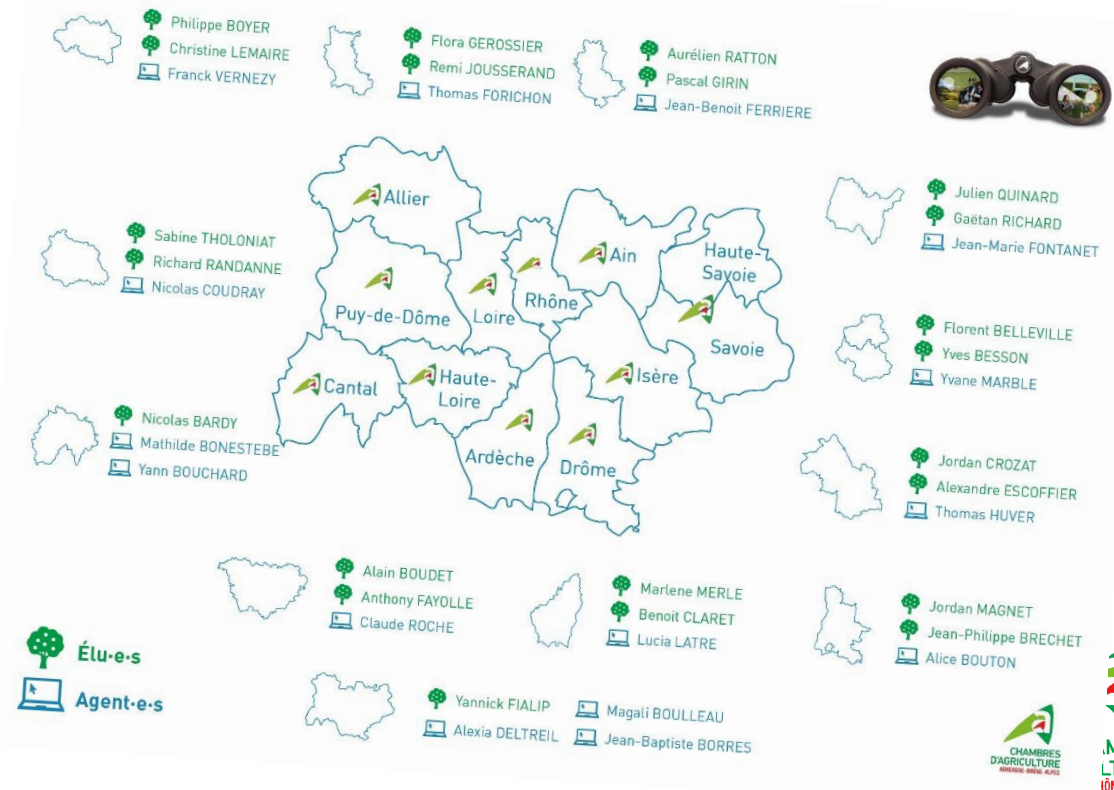 Philippe BOYER
Christine LEMAIRE
Franck VERNEZY
Flora GEROSSIER
Remi JOUSSERAND
Thomas FORICHON
Aurélien RATTON
Pascal GIRIN
Jean-Benoit FERRIERE
Julien QUINARD
Gaëtan RICHARD
Jean-Marie FONTANET
Sabine THOLONIAT
Richard RANDANNE
Nicolas COUDRAY
Allier
Puy-de-Dôme
Loire
Rhône
Ain
Haute-
Savoie
Savoie
Cantal
Haute-
Loire
Isère
Ardèche
Drôme
Florent BELLEVILLE
Yves BESSON
Yvane MARBLE
Nicolas BARDY
Mathilde BONESTEBE
Yann BOUCHARD
Jordan CROZAT
Alexandre ESCOFFIER
Thomas HUVER
Alain BOUDET
Anthony FAYOLLE
Claude ROCHE
Marlene MERLE
Benoit CLARET
Lucia LATRE
Jordan MAGNET
Jean-Philippe BRECHET
Alice BOUTON
Élu·e·s
Agent·e·s
Yannick FIALIP
Magali BOULLEAU
Alexia DELTREIL
Jean-Baptiste BORRES
CHAMBRES
D'AGRICULTURE
AUVERGNE-RHÔNE-ALPES